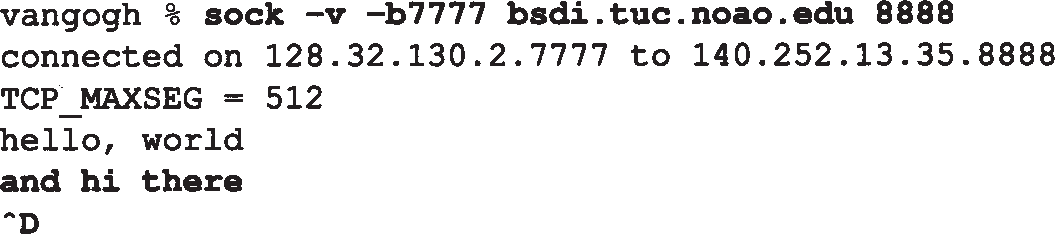 vangogh % sock -v -b7777 bsdi.tuc.noao.edu 8888
connected on 128.32.130.2.7777 to 140.252.13.35.8888
TCP_MAXSEG = 512
hello, world
and hi there
^D